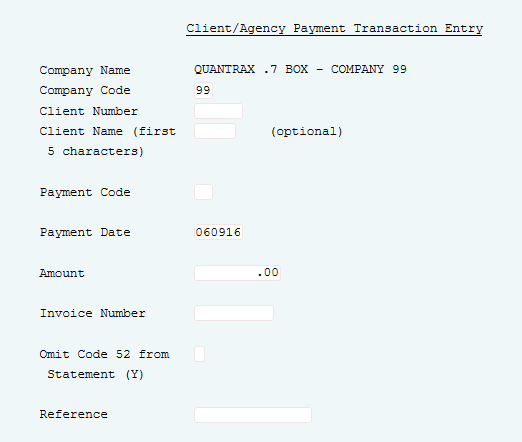 Client/Agency Payment Transaction Entry
Company Name QUANTRAX .7 BOX - COMPANY 99
Company Code 99
Client Number
Client Name (first (optional)
5 characters)
Payment Code
Payment Date 060916
Amount .00
Invoice Number
Omit Code 52 from
Statement (Y)
Reference